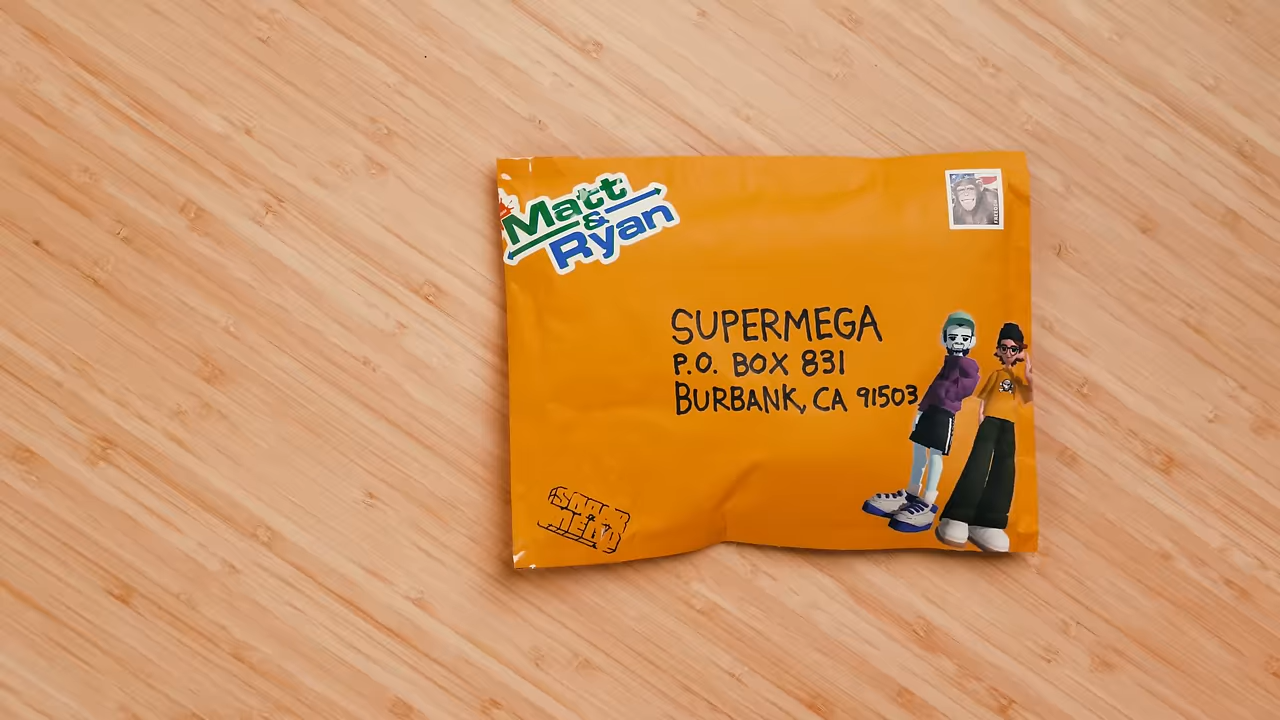 Matt
&
Ryan
SUPERMEGA
P.O. BOX 831
BURBANK, CA 91503